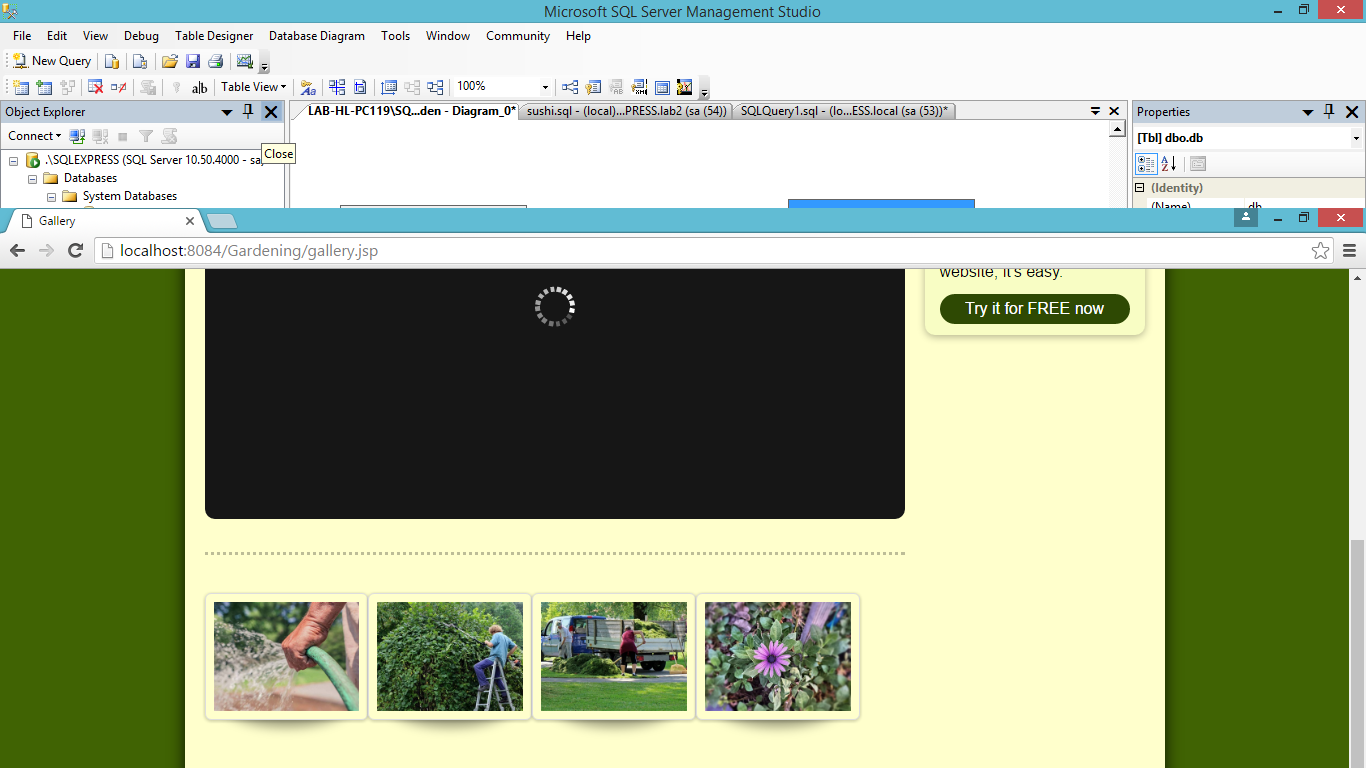 Microsoft SQL Server Management Studio
File Edit View Debug Table Designer Database Diagram Tools Window Community Help
New Query
ab Table View 100%
Object Explorer
LAB-HL-PC119\SQ...den - Diagram_0* sushi.sql - (local)...PRESS.lab2 (sa (54)) SQLQuery1.sql - (lo...ESS.local (sa (53))*
Properties
Connect
[Tbl] dbo.db
Close
.\SQLEXPRESS (SQL Server 10.50.4000 - sa
Databases
System Databases
(Identity)
(Name) db
Gallery
localhost:8084/Gardening/gallery.jsp
website, it's easy.
Try it for FREE now